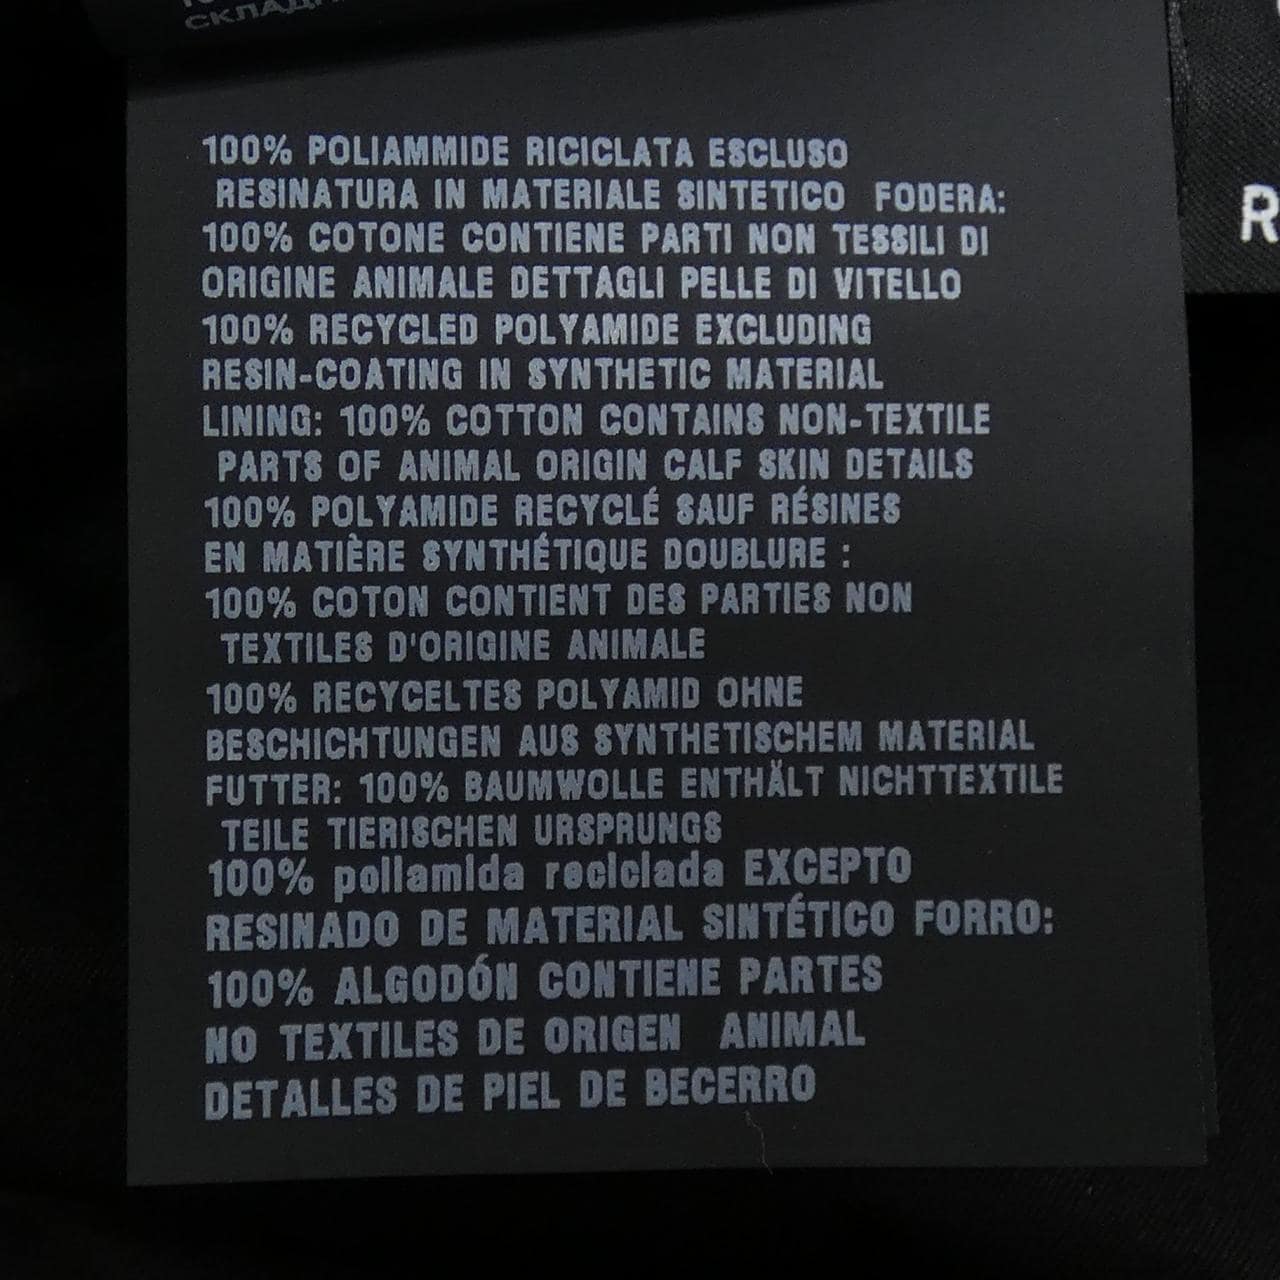 100% POLIAMMIDE RICICLATA ESCLUSO
RESINATURA IN MATERIALE SINTETICO FODERA:
100% COTONE CONTIENE PARTI NON TESSILI DI
ORIGINE ANIMALE DETTAGLI PELLE DI VITELLO
100% RECYCLED POLYAMIDE EXCLUDING
RESIN-COATING IN SYNTHETIC MATERIAL
LINING: 100% COTTON CONTAINS NON-TEXTILE
PARTS OF ANIMAL ORIGIN CALF SKIN DETAILS
100% POLYAMIDE RECYCLÉ SAUF RÉSINES
EN MATIÈRE SYNTHÉTIQUE DOUBLURE :
100% COTON CONTIENT DES PARTIES NON
TEXTILES D'ORIGINE ANIMALE
100% RECYCELTES POLYAMID OHNE
BESCHICHTUNGEN AUS SYNTHETISCHEM MATERIAL
FUTTER: 100% BAUMWOLLE ENTHÄLT NICHTTEXTILE
TEILE TIERISCHEN URSPRUNGS
100% poliamida reciclada EXCEPTO
RESINADO DE MATERIAL SINTÉTICO FORRO:
100% ALGODÓN CONTIENE PARTES
NO TEXTILES DE ORIGEN ANIMAL
DETALLES DE PIEL DE BECERRO